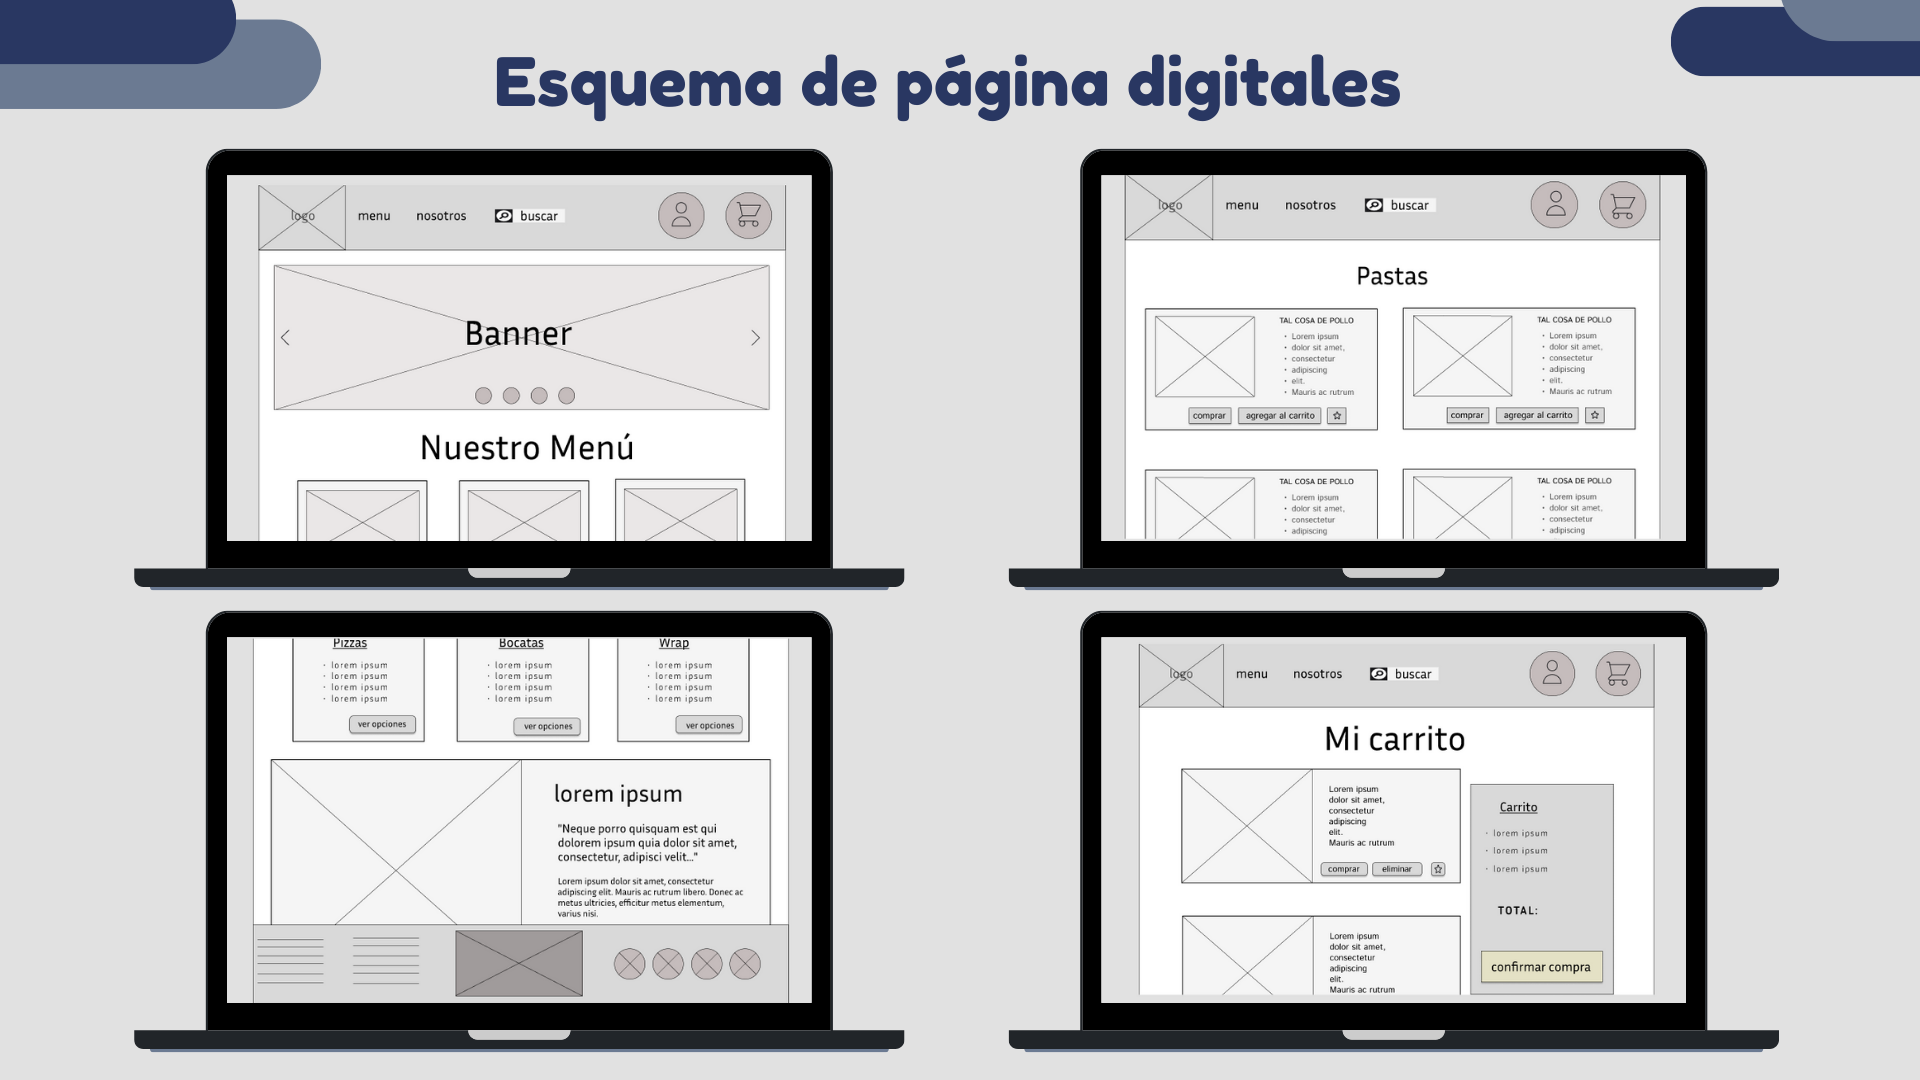 Esquema de página digitales
logo
menu
nosotros
buscar
Banner
Nuestro Menú
logo
menu
nosotros
buscar
Pastas
TAL COSA DE POLLO
• Lorem ipsum
• dolor sit amet,
• consectetur
• adipiscing
• elit.
• Mauris ac rutrum
comprar
agregar al carrito
TAL COSA DE POLLO
• Lorem ipsum
• dolor sit amet,
• consectetur
• adipiscing
• elit.
• Mauris ac rutrum
comprar
agregar al carrito
TAL COSA DE POLLO
• Lorem ipsum
• dolor sit amet,
• consectetur
• adipiscing
TAL COSA DE POLLO
• Lorem ipsum
• dolor sit amet,
• consectetur
• adipiscing
Pizzas
· lorem ipsum
· lorem ipsum
· lorem ipsum
· lorem ipsum
ver opciones
Bocatas
· lorem ipsum
· lorem ipsum
· lorem ipsum
· lorem ipsum
ver opciones
Wrap
· lorem ipsum
· lorem ipsum
· lorem ipsum
· lorem ipsum
ver opciones
lorem ipsum
"Neque porro quisquam est qui
dolorem ipsum quia dolor sit amet,
consectetur, adipisci velit..."
Lorem ipsum dolor sit amet, consectetur
adipiscing elit. Mauris ac rutrum libero. Donec ac
metus ultricies, efficitur metus elementum,
varius nisi.
logo
menu
nosotros
buscar
Mi carrito
Lorem ipsum
dolor sit amet,
consectetur
adipiscing
elit.
Mauris ac rutrum
comprar
eliminar
Lorem ipsum
dolor sit amet,
consectetur
adipiscing
elit.
Mauris ac rutrum
Carrito
· lorem ipsum
· lorem ipsum
· lorem ipsum
TOTAL:
confirmar compra